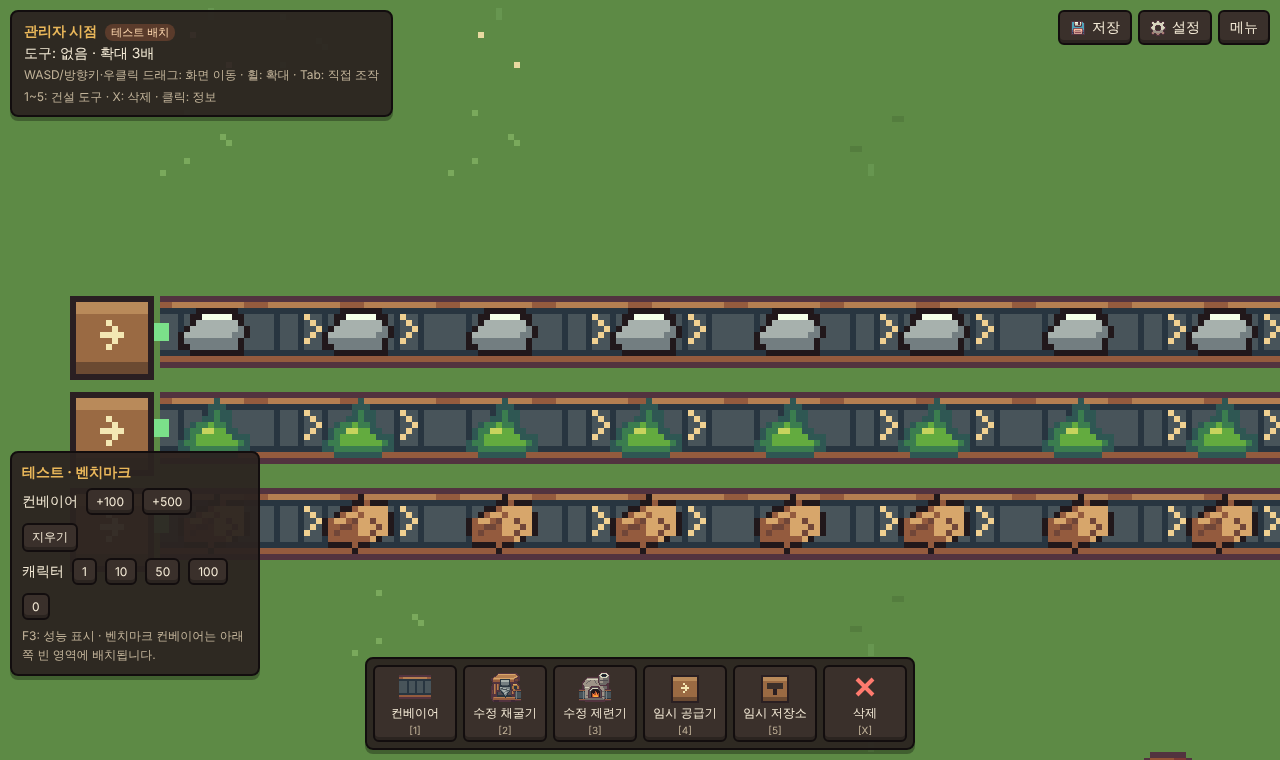 관리자 시점 테스트 배치
도구: 없음 · 확대 3배
WASD/방향키·우클릭 드래그: 화면 이동 · 휠: 확대 · Tab: 직접 조작
1~5: 건설 도구 · X: 삭제 · 클릭: 정보
저장
설정
메뉴
테스트 · 벤치마크
컨베이어 +100 +500
지우기
캐릭터 1 10 50 100
0
F3: 성능 표시 · 벤치마크 컨베이어는 아래
쪽 빈 영역에 배치됩니다.
컨베이어
[1]
수정 채굴기
[2]
수정 제련기
[3]
임시 공급기
[4]
임시 저장소
[5]
삭제
[X]